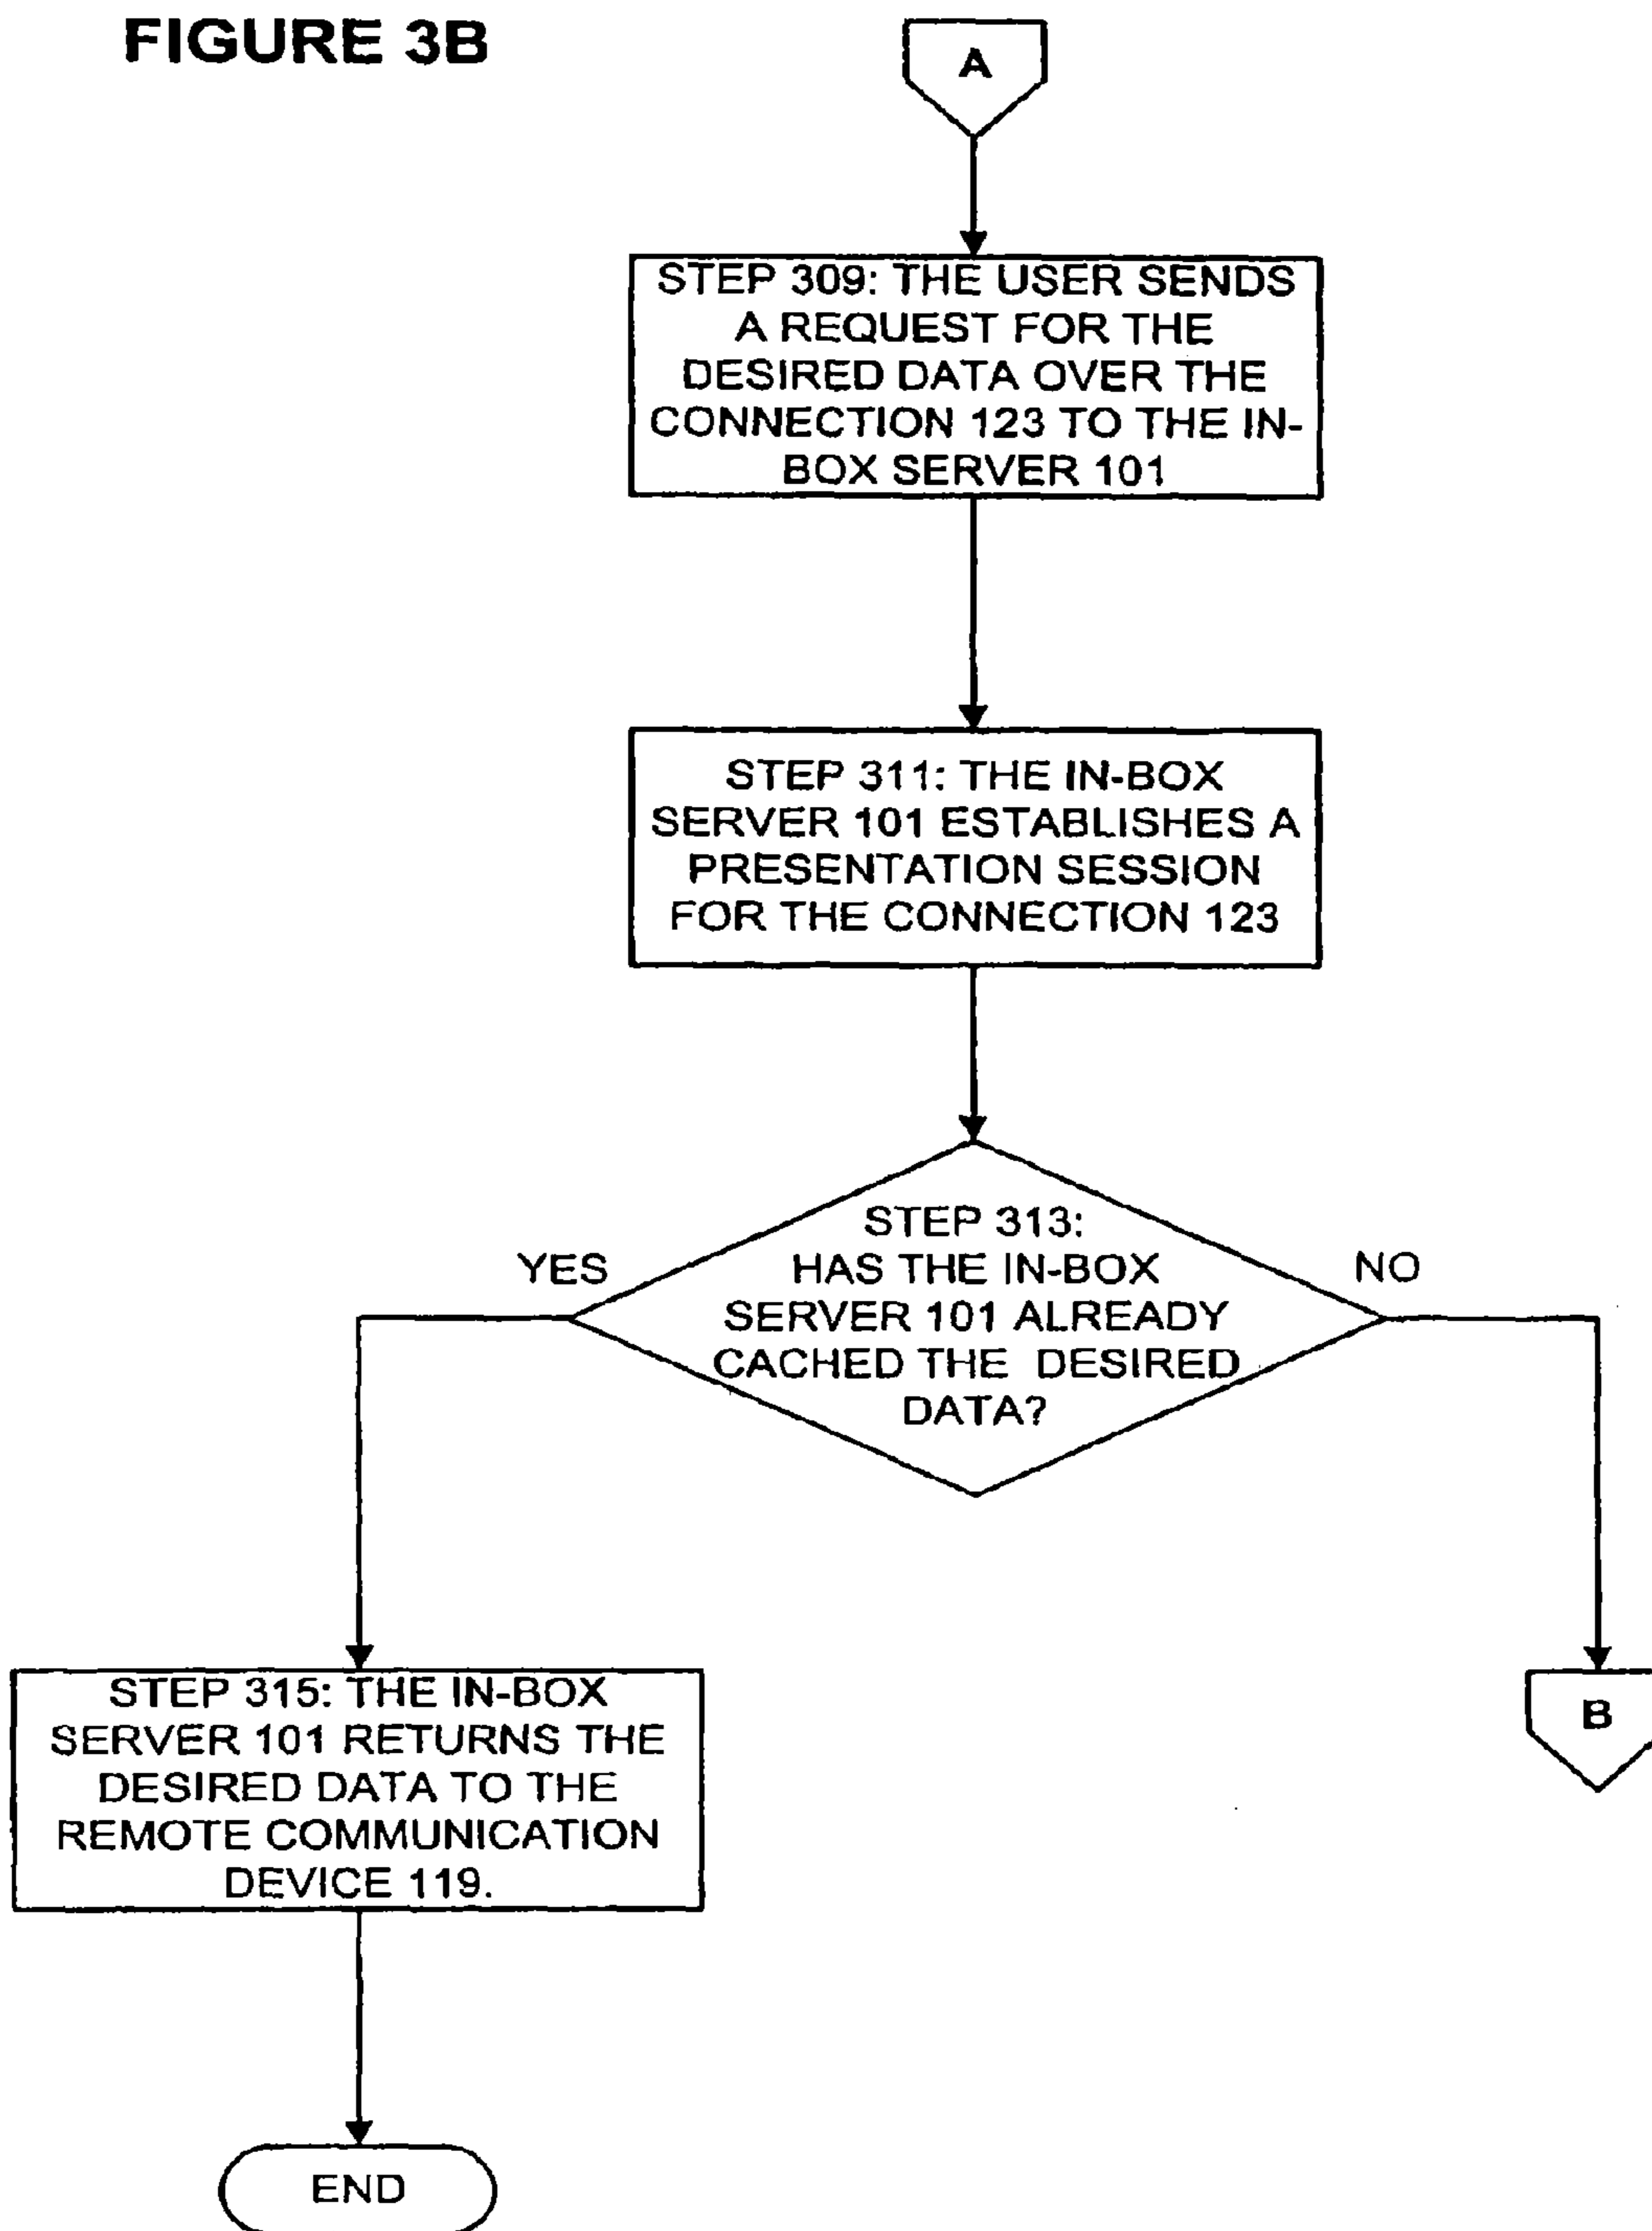 FIGURE 3B
A
STEP 309: THE USER SENDS
A REQUEST FOR THE
DESIRED DATA OVER THE
CONNECTION 123 TO THE IN-
BOX SERVER 101
STEP 311: THE IN-BOX
SERVER 101 ESTABLISHES A
PRESENTATION SESSION
FOR THE CONNECTION 123
STEP 313:
HAS THE IN-BOX
SERVER 101 ALREADY
CACHED THE DESIRED
DATA?
YES
NO
STEP 315: THE IN-BOX
SERVER 101 RETURNS THE
DESIRED DATA TO THE
REMOTE COMMUNICATION
DEVICE 119.
B
END